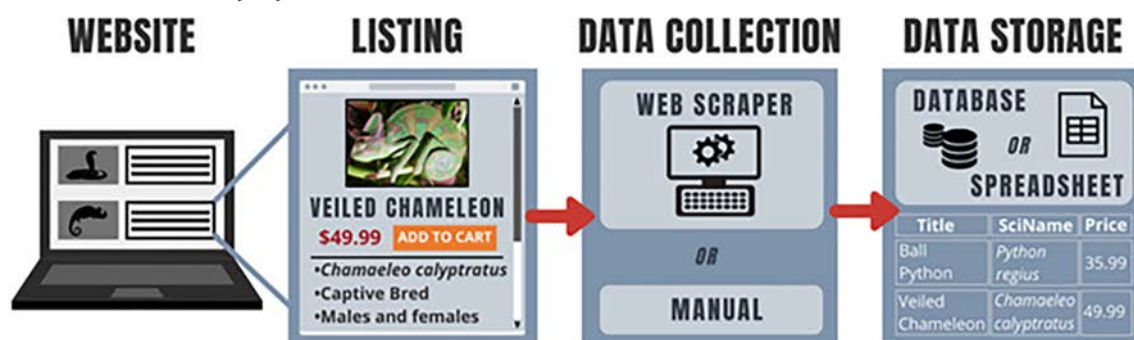 WEBSITE
LISTING
DATA COLLECTION
DATA STORAGE
VEILED CHAMELEON
$49.99 ADD TO CART
•Chamaeleo calyptratus
•Captive Bred
•Males and females
WEB SCRAPER
OR
MANUAL
DATABASE
OR
SPREADSHEET
Title SciName Price
Ball Python Python regius 35.99
Veiled Chameleon Chamaeleo calyptratus 49.99